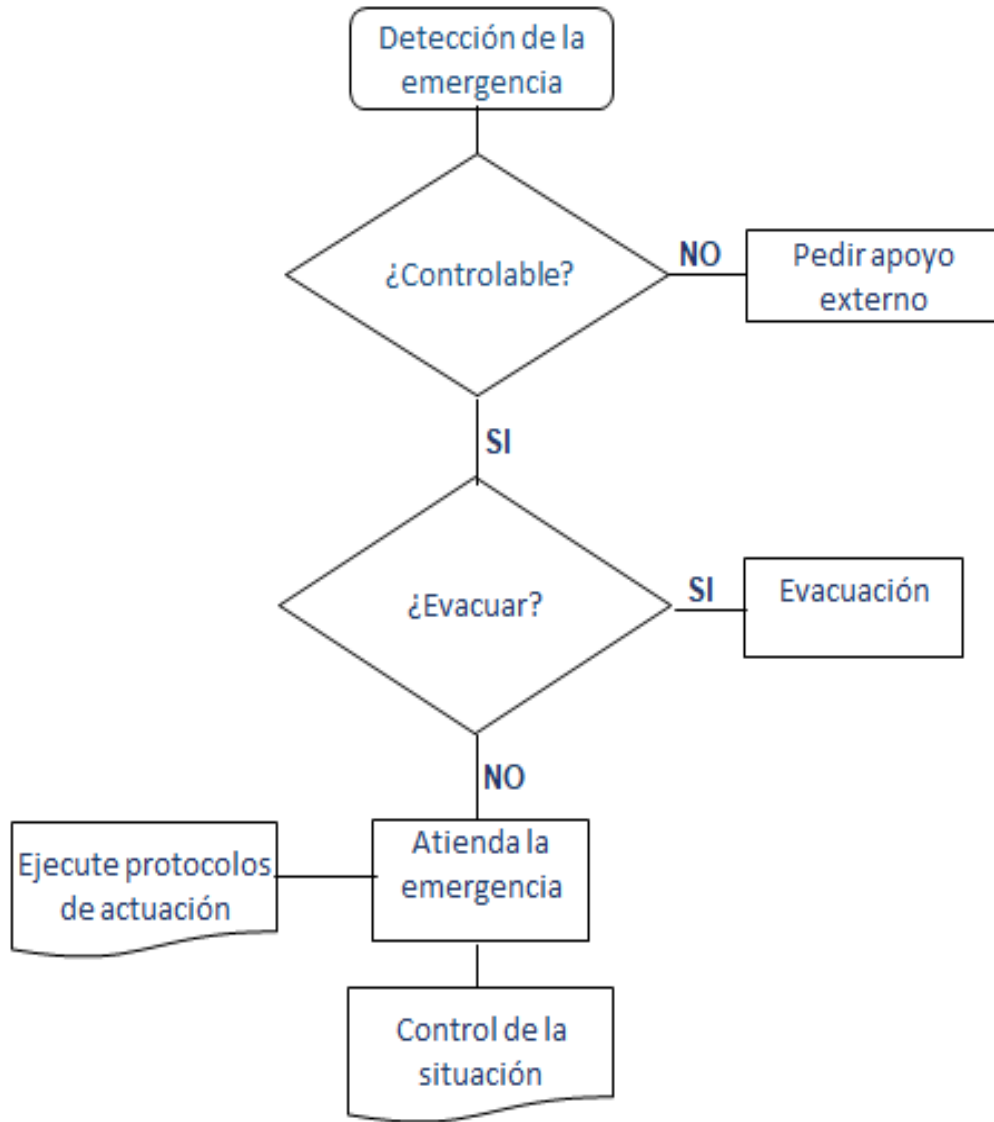 Detección de la
emergencia
¿Controlable?
NO
Pedir apoyo
externo
SI
¿Evacuar?
SI
Evacuación
NO
Ejecute protocolos
de actuación
Atienda la
emergencia
Control de la
situación